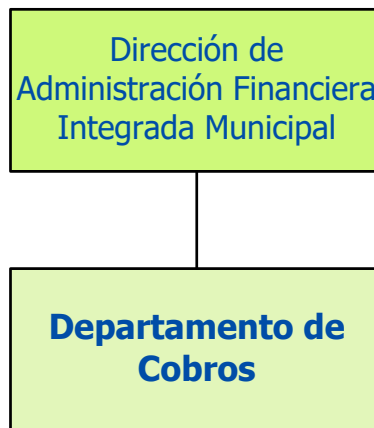 Dirección de
Administración Financiera
Integrada Municipal
Departamento de
Cobros